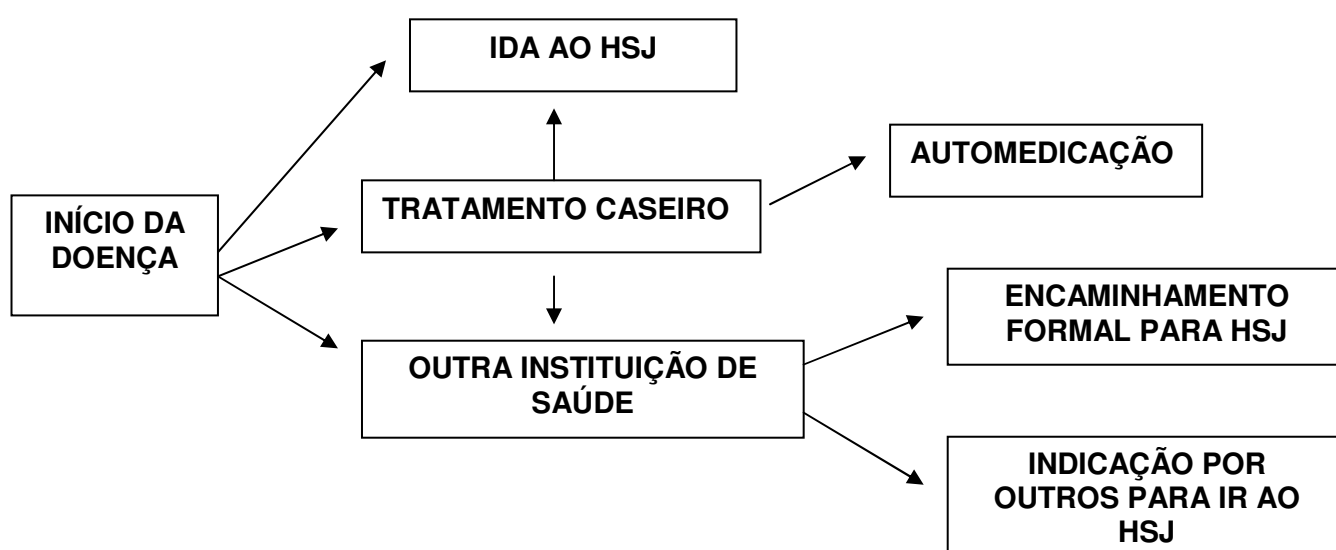 IDA AO HSJ
AUTOMEDICAÇÃO
TRATAMENTO CASEIRO
INÍCIO DA
DOENÇA
ENCAMINHAMENTO
FORMAL PARA HSJ
OUTRA INSTITUIÇÃO DE
SAÚDE
INDICAÇÃO POR
OUTROS PARA IR AO
HSJ